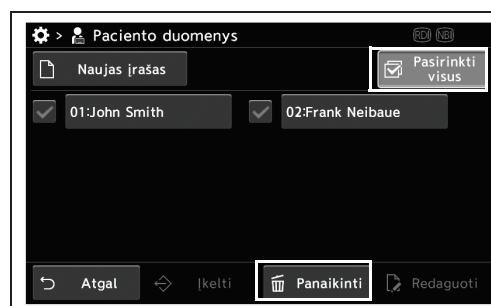 > Paciento duomenys
RDI NBI
Naujas įrašas
Pasirinkti
visus
01:John Smith
02:Frank Neibaue
Atgal
Įkelti
Panaikinti
Redaguoti